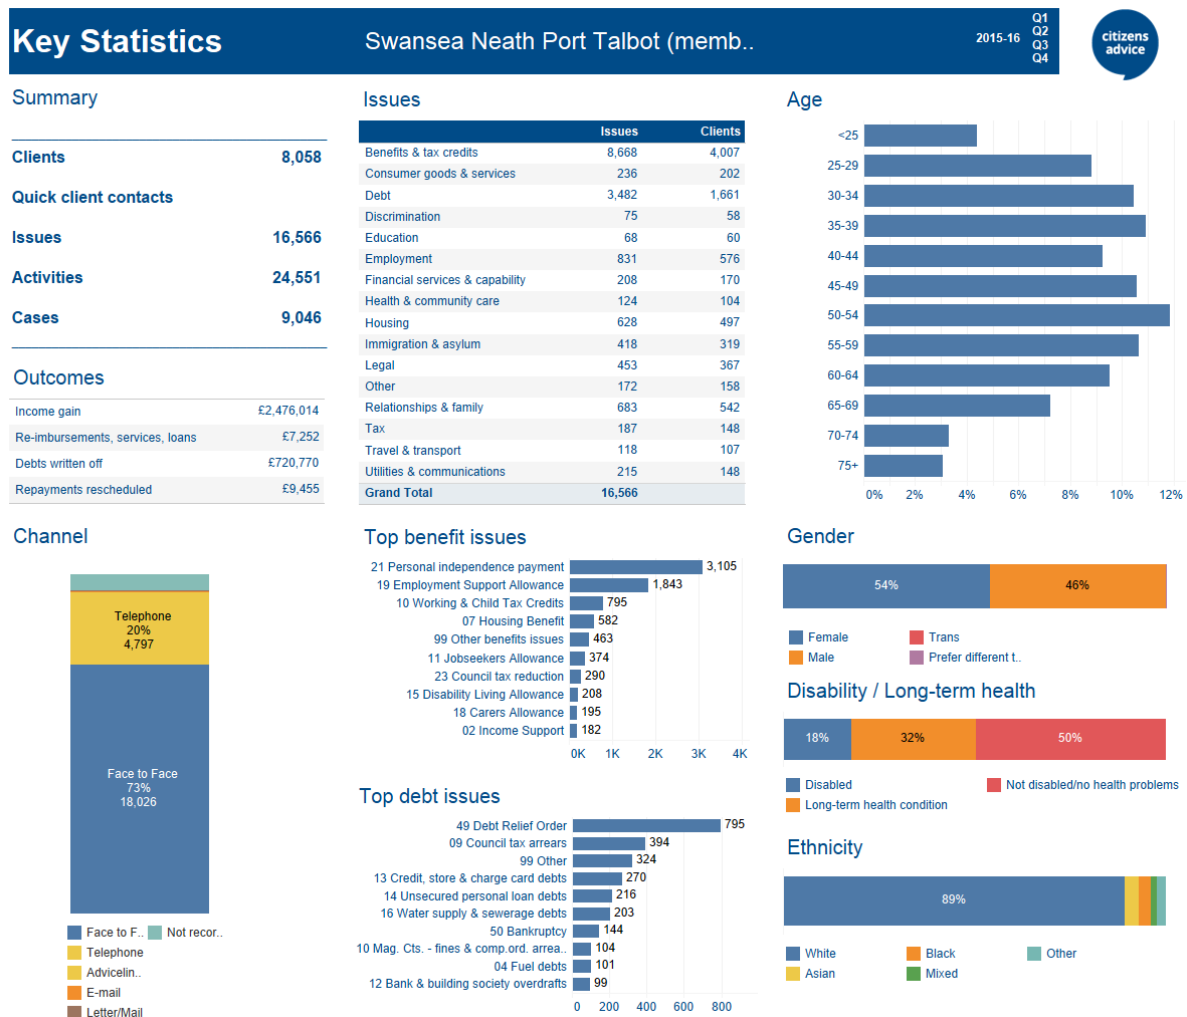 Key Statistics
Swansea Neath Port Talbot (memb..
2015-16
Q1
Q2
Q3
Q4
citizens
advice
Summary
Clients 8,058
Quick client contacts
Issues 16,566
Activities 24,551
Cases 9,046
Outcomes
Income gain £2,476,014
Re-imbursements, services, loans £7,252
Debts written off £720,770
Repayments rescheduled £9,455
Issues
Issues Clients
Benefits & tax credits 8,668 4,007
Consumer goods & services 236 202
Debt 3,482 1,661
Discrimination 75 58
Education 68 60
Employment 831 576
Financial services & capability 208 170
Health & community care 124 104
Housing 628 497
Immigration & asylum 418 319
Legal 453 367
Other 172 158
Relationships & family 683 542
Tax 187 148
Travel & transport 118 107
Utilities & communications 215 148
Grand Total 16,566
Age
<25
25-29
30-34
35-39
40-44
45-49
50-54
55-59
60-64
65-69
70-74
75+
0% 2% 4% 6% 8% 10% 12%
Channel
Telephone
20%
4,797
Face to Face
73%
18,026
Face to F.. Not recor..
Telephone
Advicelin..
E-mail
Letter/Mail
Top benefit issues
21 Personal independence payment 3,105
19 Employment Support Allowance 1,843
10 Working & Child Tax Credits 795
07 Housing Benefit 582
99 Other benefits issues 463
11 Jobseekers Allowance 374
23 Council tax reduction 290
15 Disability Living Allowance 208
18 Carers Allowance 195
02 Income Support 182
0K 1K 2K 3K 4K
Top debt issues
49 Debt Relief Order 795
09 Council tax arrears 394
99 Other 324
13 Credit, store & charge card debts 270
14 Unsecured personal loan debts 216
16 Water supply & sewerage debts 203
50 Bankruptcy 144
10 Mag. Cts. - fines & comp.ord. arrea.. 104
04 Fuel debts 101
12 Bank & building society overdrafts 99
0 200 400 600 800
Gender
54% 46%
Female Trans
Male Prefer different t..
Disability / Long-term health
18% 32% 50%
Disabled Not disabled/no health problems
Long-term health condition
Ethnicity
89%
White Black Other
Asian Mixed